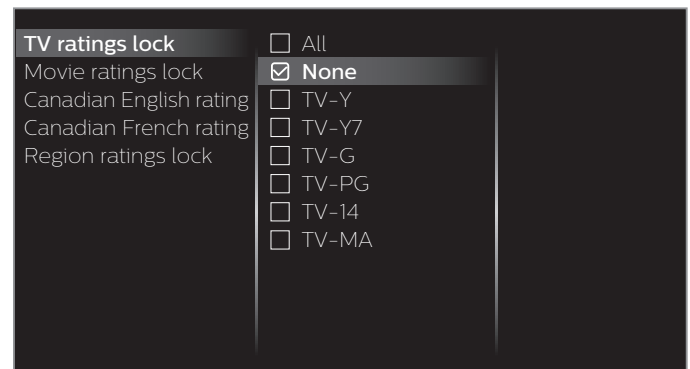 TV ratings lock
Movie ratings lock
Canadian English rating
Canadian French rating
Region ratings lock
All
None
TV-Y
TV-Y7
TV-G
TV-PG
TV-14
TV-MA